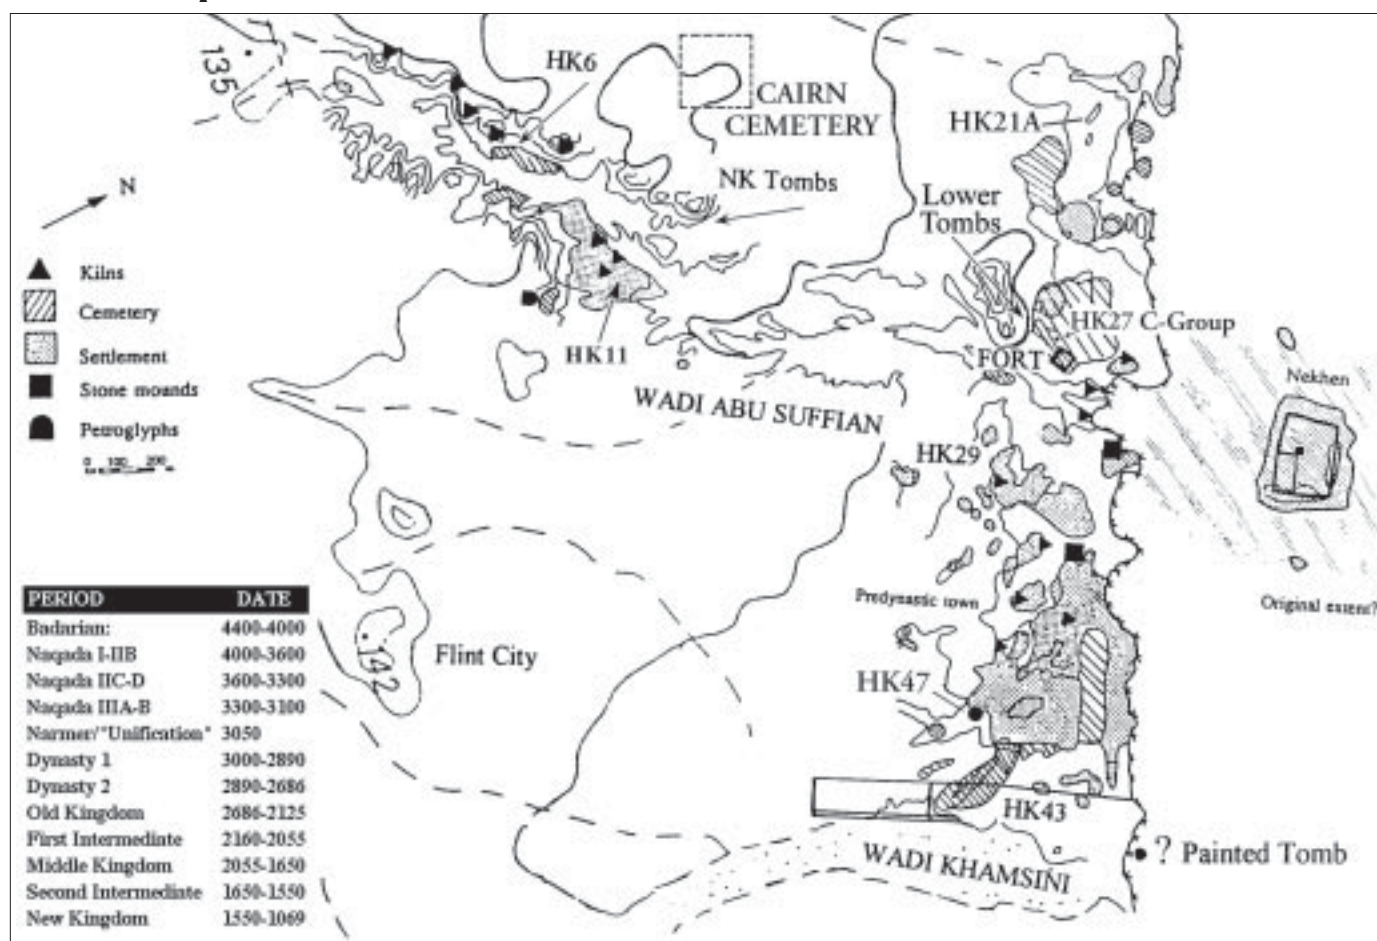 135
HK6
CAIRN
CEMETERY
HK21A
N
NK Tombs
Lower
Tombs
Kilns
Cemetery
Settlement
Stone mounds
Petroglyphs
0 100 200 m
HK11
HK27 C-Group
FORT
Nekhen
WADI ABU SUFFIAN
HK29
Predynastic town
Original extent?
142
Flint City
HK47
HK43
WADI KHAMSINI
? Painted Tomb
PERIOD DATE
Badarian: 4400-4000
Naqada I-IIB 4000-3600
Naqada IIC-D 3600-3300
Naqada IIIA-B 3300-3100
Narmer/"Unification" 3050
Dynasty 1 3000-2890
Dynasty 2 2890-2686
Old Kingdom 2686-2125
First Intermediate 2160-2055
Middle Kingdom 2055-1650
Second Intermediate 1650-1550
New Kingdom 1550-1069